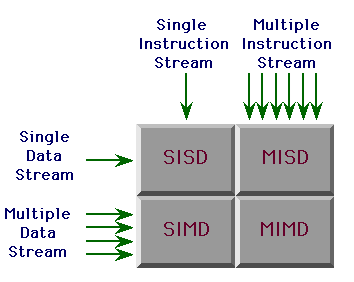 Single Multiple
Instruction Instruction
Stream Stream
Single
Data
Stream
SISD MISD
Multiple
Data
Stream
SIMD MIMD